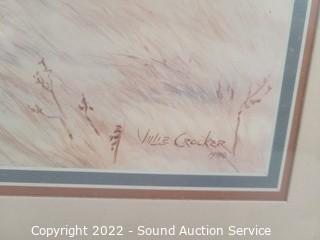 Ville Crocker
Copyright 2022 - Sound Auction Service